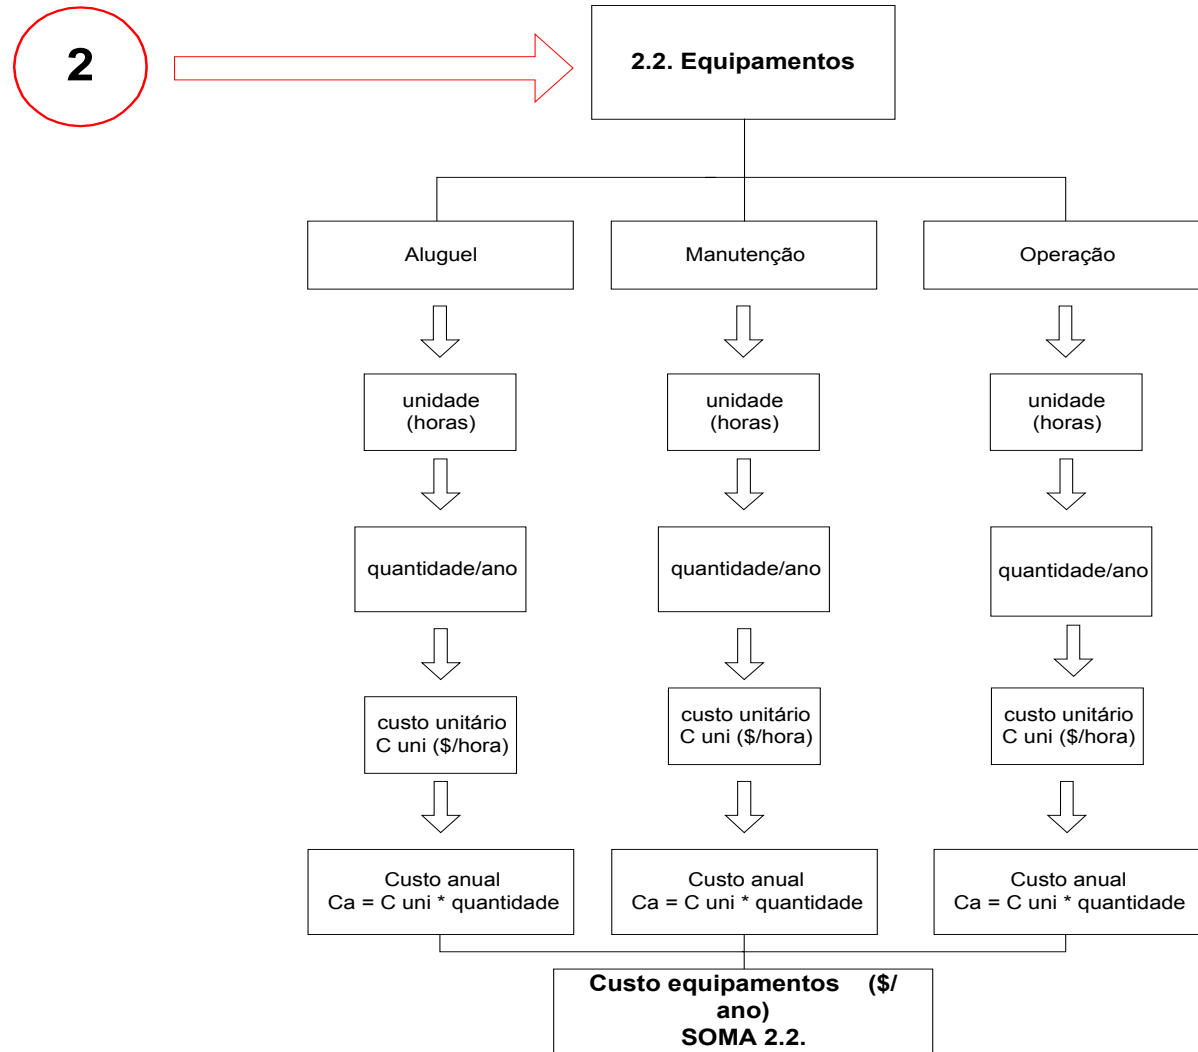 2
2.2. Equipamentos
Aluguel
Manutenção
Operação
unidade
(horas)
unidade
(horas)
unidade
(horas)
quantidade/ano
quantidade/ano
quantidade/ano
custo unitário
C uni ($/hora)
custo unitário
C uni ($/hora)
custo unitário
C uni ($/hora)
Custo anual
Ca = C uni * quantidade
Custo anual
Ca = C uni * quantidade
Custo anual
Ca = C uni * quantidade
Custo equipamentos ($/
ano)
SOMA 2.2.